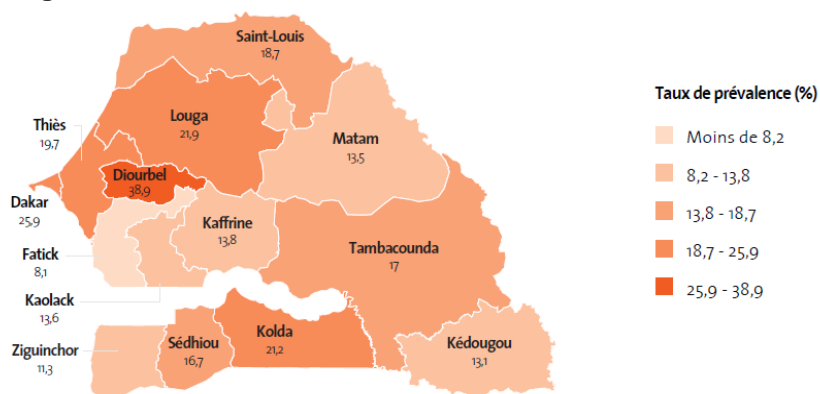 Saint-Louis
18,7
Louga
21,9
Thiès
19,7
Matam
13,5
Diourbel
38,9
Dakar
25,9
Kaffrine
13,8
Fatick
8,1
Tambacounda
17
Kaolack
13,6
Ziguinchor
11,3
Sédhiou
16,7
Kolda
21,2
Kédougou
13,1
Taux de prévalence (%)
Moins de 8,2
8,2 - 13,8
13,8 - 18,7
18,7 - 25,9
25,9 - 38,9